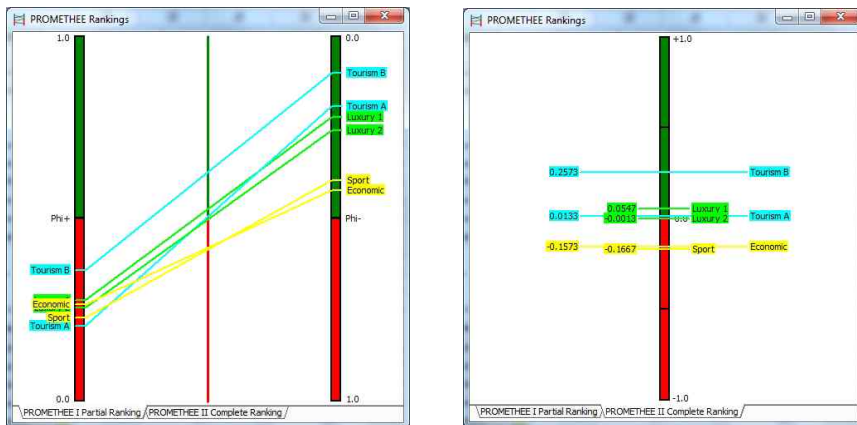 PROMETHEE Rankings
1.0
0.0
Tourism B
Tourism A
Luxury 1
Luxury 2
Sport
Economic
Phi+
Phi-
Tourism B
Economic
Sport
Tourism A
0.0
1.0
PROMETHEE I Partial Ranking PROMETHEE II Complete Ranking
PROMETHEE Rankings
+1.0
0.2573 Tourism B
0.0547 Luxury 1
0.0133 Tourism A
-0.0013 0.0 Luxury 2
-0.1573 Economic
-0.1667 Sport
-1.0
PROMETHEE I Partial Ranking PROMETHEE II Complete Ranking